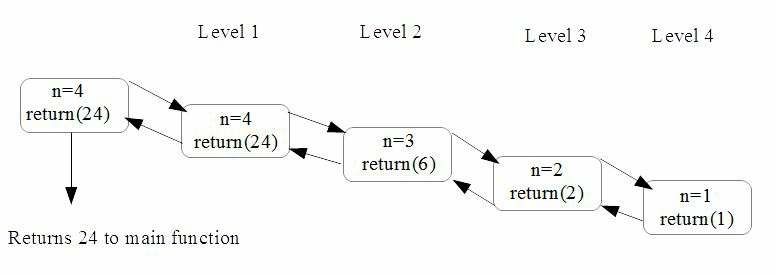 Level 1
Level 2
Level 3
Level 4
n=4
return(24)
n=4
return(24)
n=3
return(6)
n=2
return(2)
n=1
return(1)
Returns 24 to main function